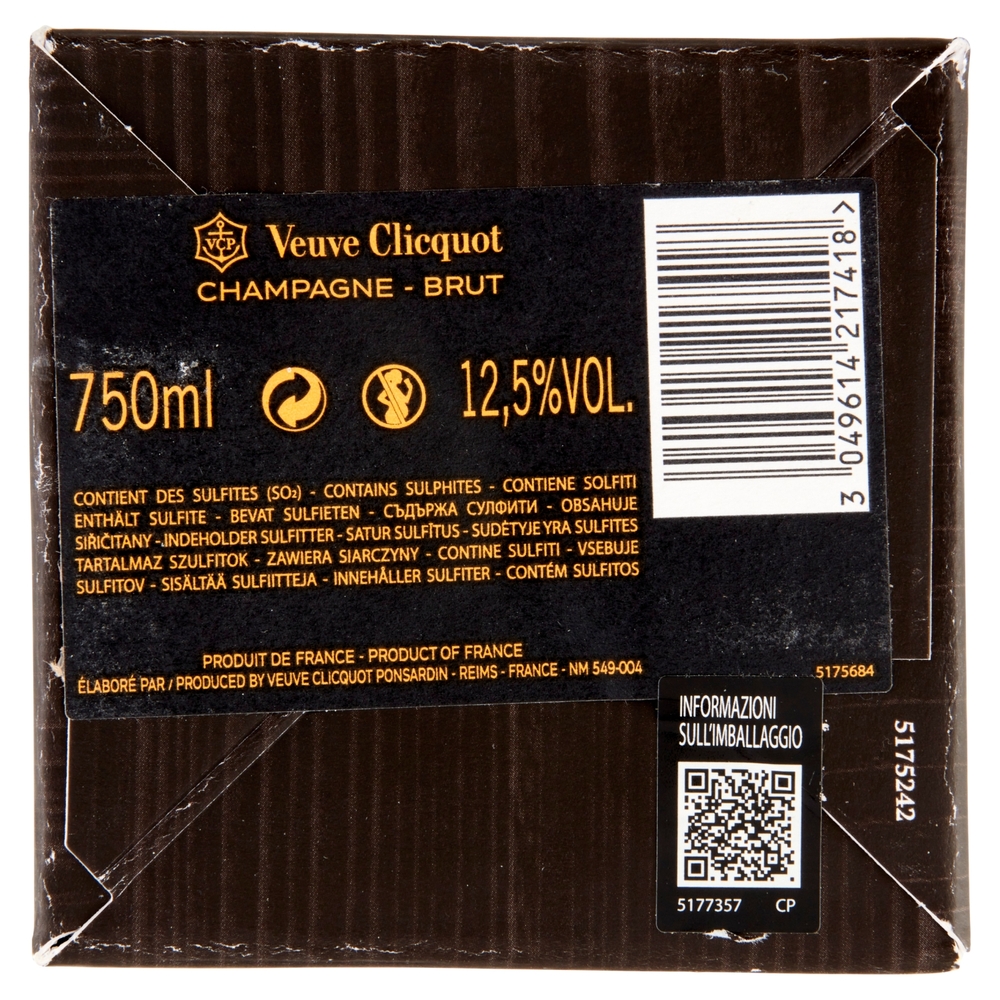 VCP
Veuve Clicquot
CHAMPAGNE - BRUT
750ml
12,5%VOL.
CONTIENT DES SULFITES (SO₂) - CONTAINS SULPHITES - CONTIENE SOLFITI
ENTHÄLT SULFITE - BEVAT SULFIETEN - СЪДЪРЖА СУЛФИТИ - OBSAHUJE
SIŘIČITANY - INDEHOLDER SULFITTER - SATUR SULFĪTUS - SUDĖTYJE YRA SULFITES
TARTALMAZ SZULFITOK - ZAWIERA SIARCZYNY - CONTINE SULFITI - VSEBUJE
SULFITOV - SISÄLTÄÄ SULFIITTEJA - INNEHÅLLER SULFITER - CONTÉM SULFITOS
PRODUIT DE FRANCE - PRODUCT OF FRANCE
ÉLABORÉ PAR / PRODUCED BY VEUVE CLICQUOT PONSARDIN - REIMS - FRANCE - NM 549-004
5175684
3 049614 217418 >
INFORMAZIONI
SULL'IMBALLAGGIO
5177357 CP
5175242